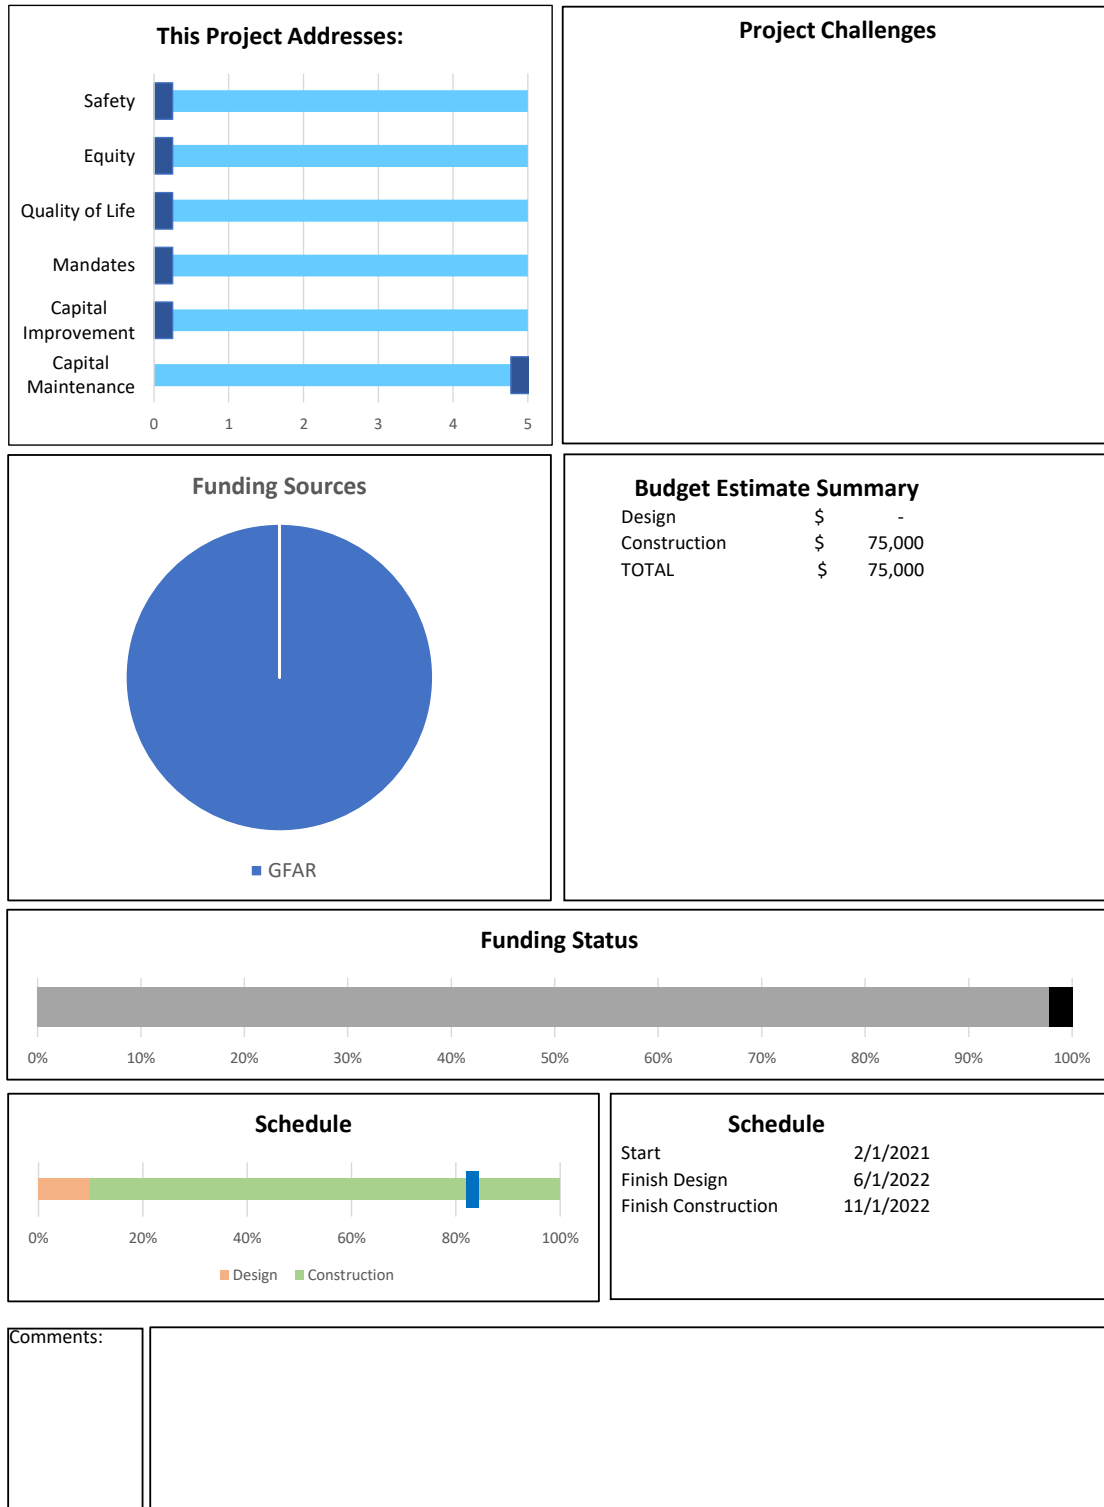 This Project Addresses:
Safety
Equity
Quality of Life
Mandates
Capital
Improvement
Capital
Maintenance
0 1 2 3 4 5
Project Challenges
Funding Sources
GFAR
Budget Estimate Summary
Design $ -
Construction $ 75,000
TOTAL $ 75,000
Funding Status
0% 10% 20% 30% 40% 50% 60% 70% 80% 90% 100%
Schedule
0% 20% 40% 60% 80% 100%
Design Construction
Schedule
Start 2/1/2021
Finish Design 6/1/2022
Finish Construction 11/1/2022
Comments: